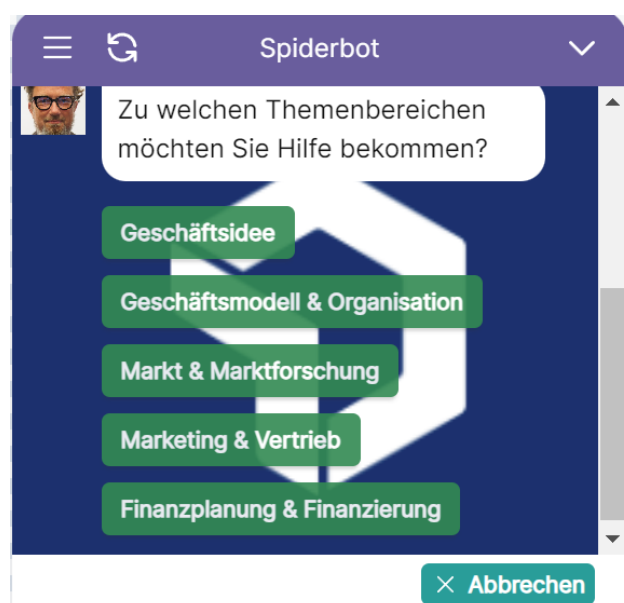 Spiderbot
Zu welchen Themenbereichen
möchten Sie Hilfe bekommen?
Geschäftsidee
Geschäftsmodell & Organisation
Markt & Marktforschung
Marketing & Vertrieb
Finanzplanung & Finanzierung
Abbrechen